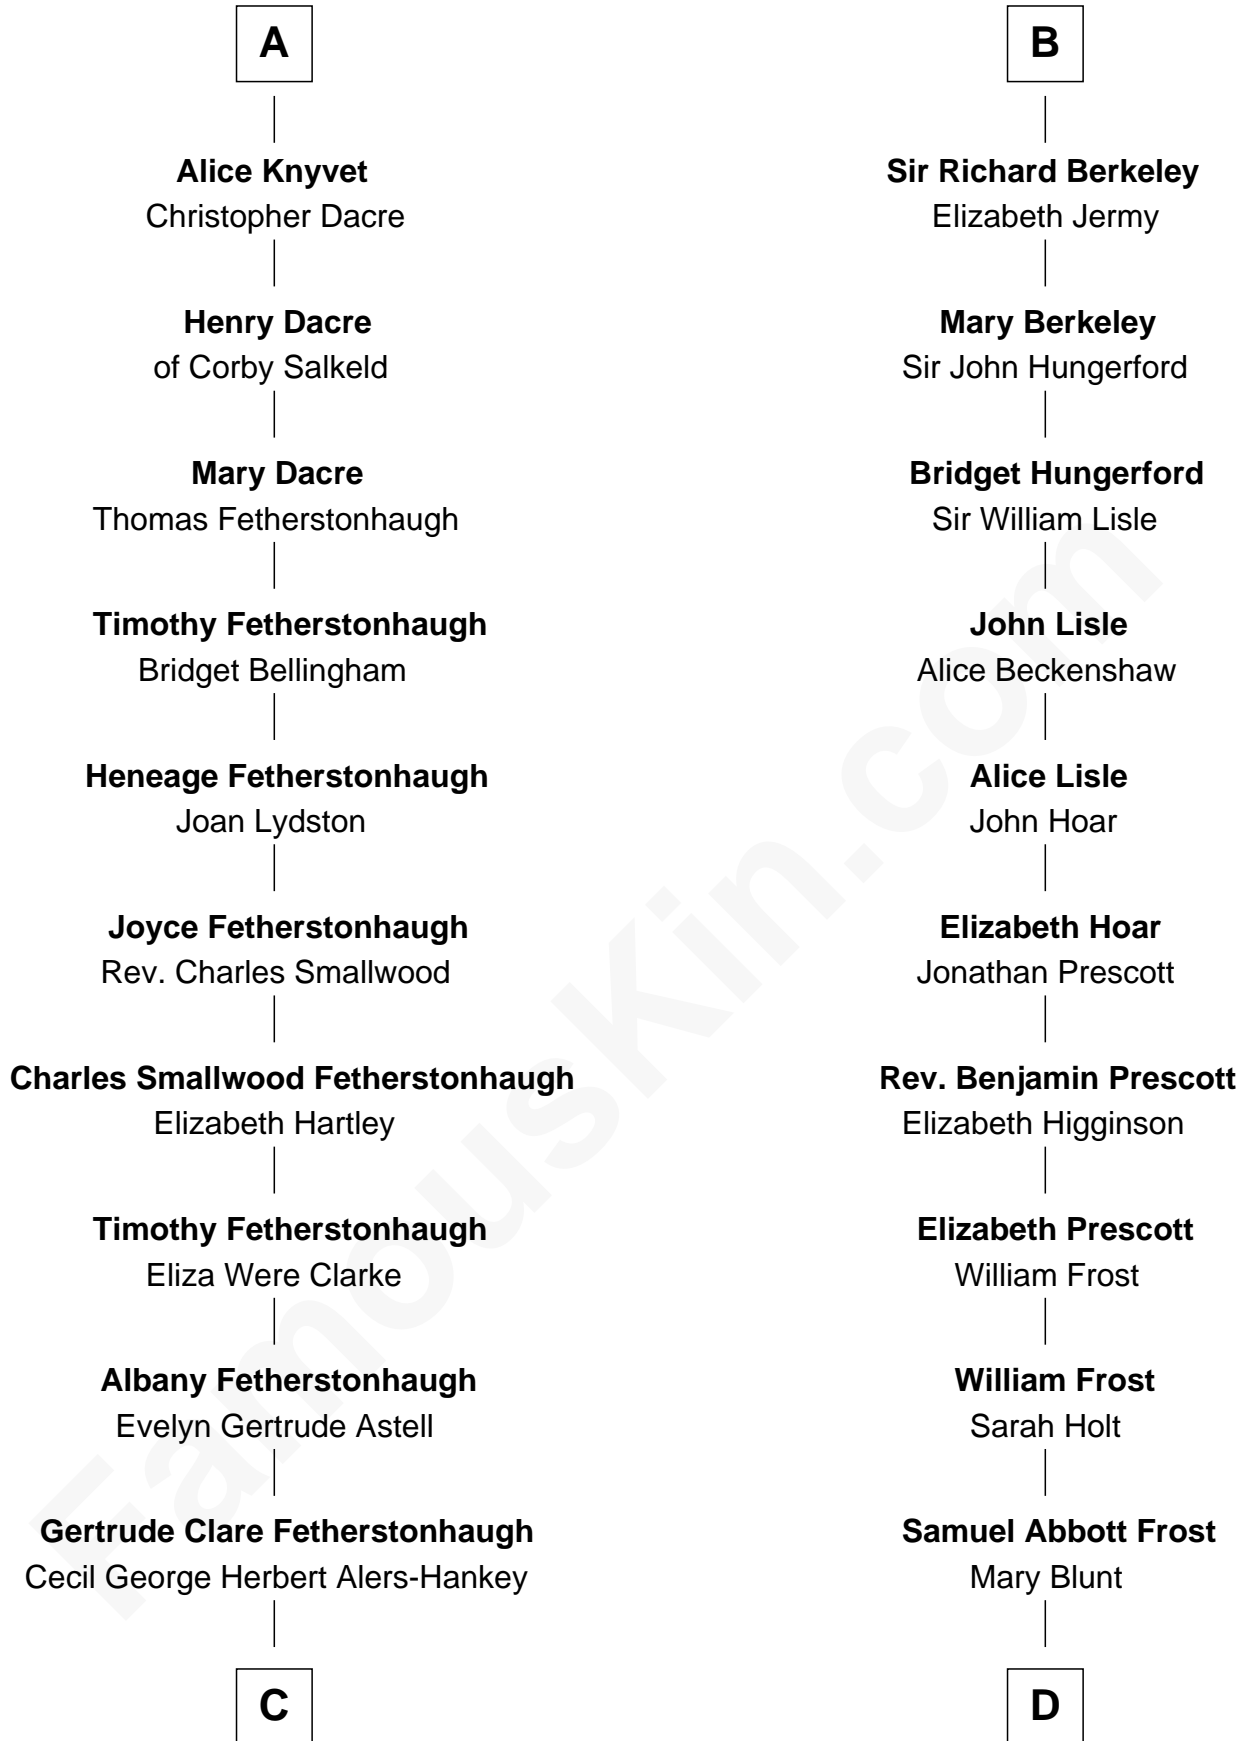 A
Alice Knyvet
Christopher Dacre
Henry Dacre
of Corby Salkeld
Mary Dacre
Thomas Fetherstonhaugh
Timothy Fetherstonhaugh
Bridget Bellingham
Heneage Fetherstonhaugh
Joan Lydston
Joyce Fetherstonhaugh
Rev. Charles Smallwood
Charles Smallwood Fetherstonhaugh
Elizabeth Hartley
Timothy Fetherstonhaugh
Eliza Were Clarke
Albany Fetherstonhaugh
Evelyn Gertrude Astell
Gertrude Clare Fetherstonhaugh
Cecil George Herbert Alers-Hankey
C
B
Sir Richard Berkeley
Elizabeth Jermy
Mary Berkeley
Sir John Hungerford
Bridget Hungerford
Sir William Lisle
John Lisle
Alice Beckenshaw
Alice Lisle
John Hoar
Elizabeth Hoar
Jonathan Prescott
Rev. Benjamin Prescott
Elizabeth Higginson
Elizabeth Prescott
William Frost
William Frost
Sarah Holt
Samuel Abbott Frost
Mary Blunt
D
FamousKin.com